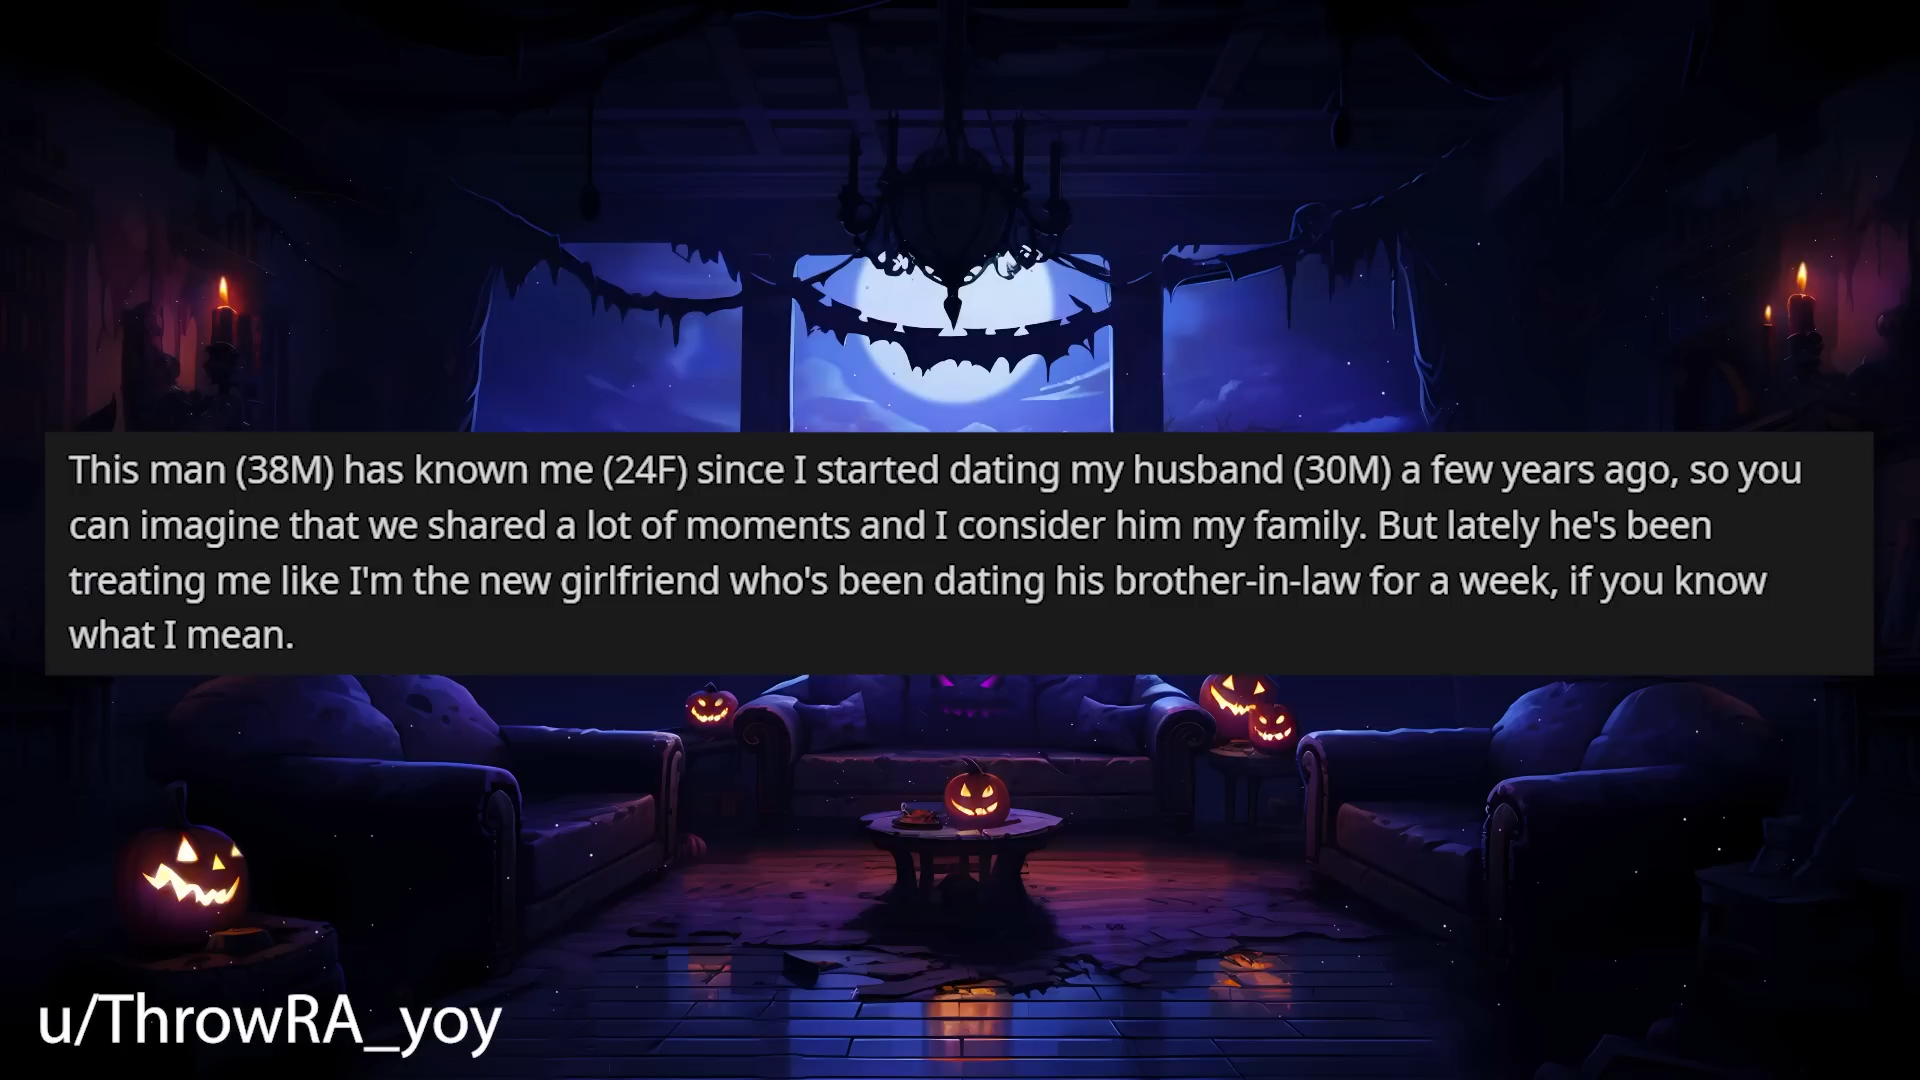 This man (38M) has known me (24F) since I started dating my husband (30M) a few years ago, so you
can imagine that we shared a lot of moments and I consider him my family. But lately he's been
treating me like I'm the new girlfriend who's been dating his brother-in-law for a week, if you know
what I mean.
u/ThrowRA_yoy